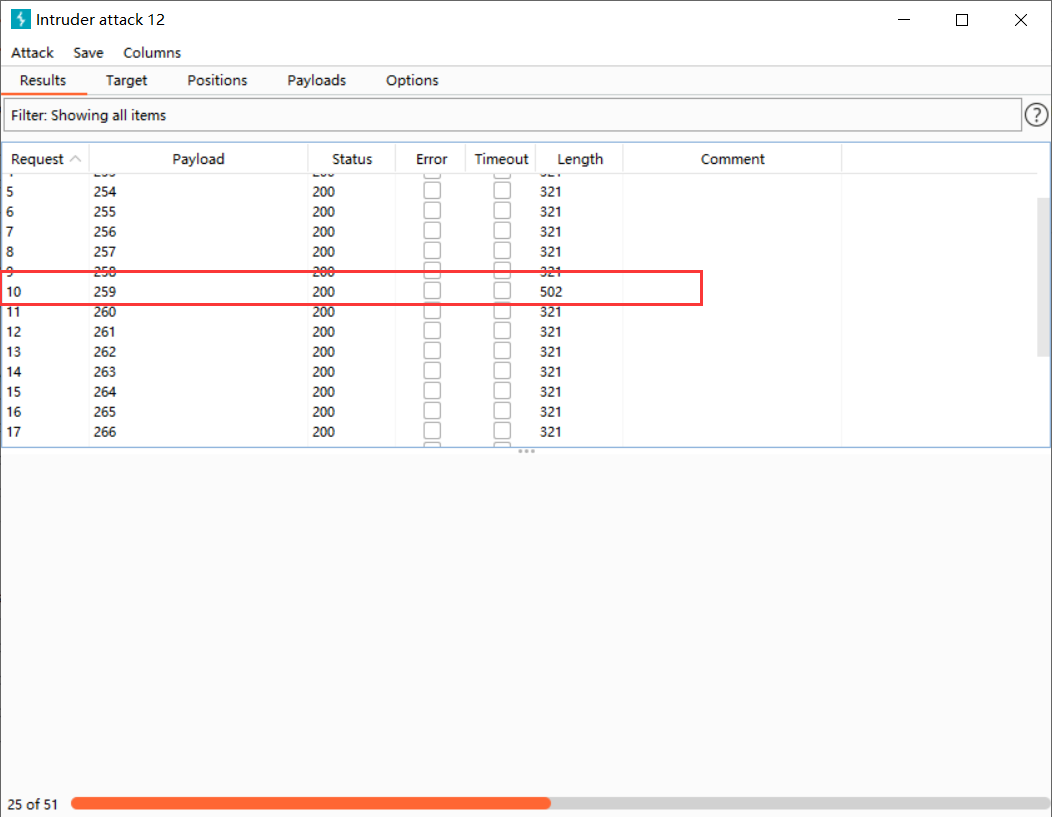 Intruder attack 12
Attack Save Columns
Results Target Positions Payloads Options
Filter: Showing all items
?
Request Payload Status Error Timeout Length Comment
5 254 200 321
6 255 200 321
7 256 200 321
8 257 200 321
9 258 200 321
10 259 200 502
11 260 200 321
12 261 200 321
13 262 200 321
14 263 200 321
15 264 200 321
16 265 200 321
17 266 200 321
25 of 51